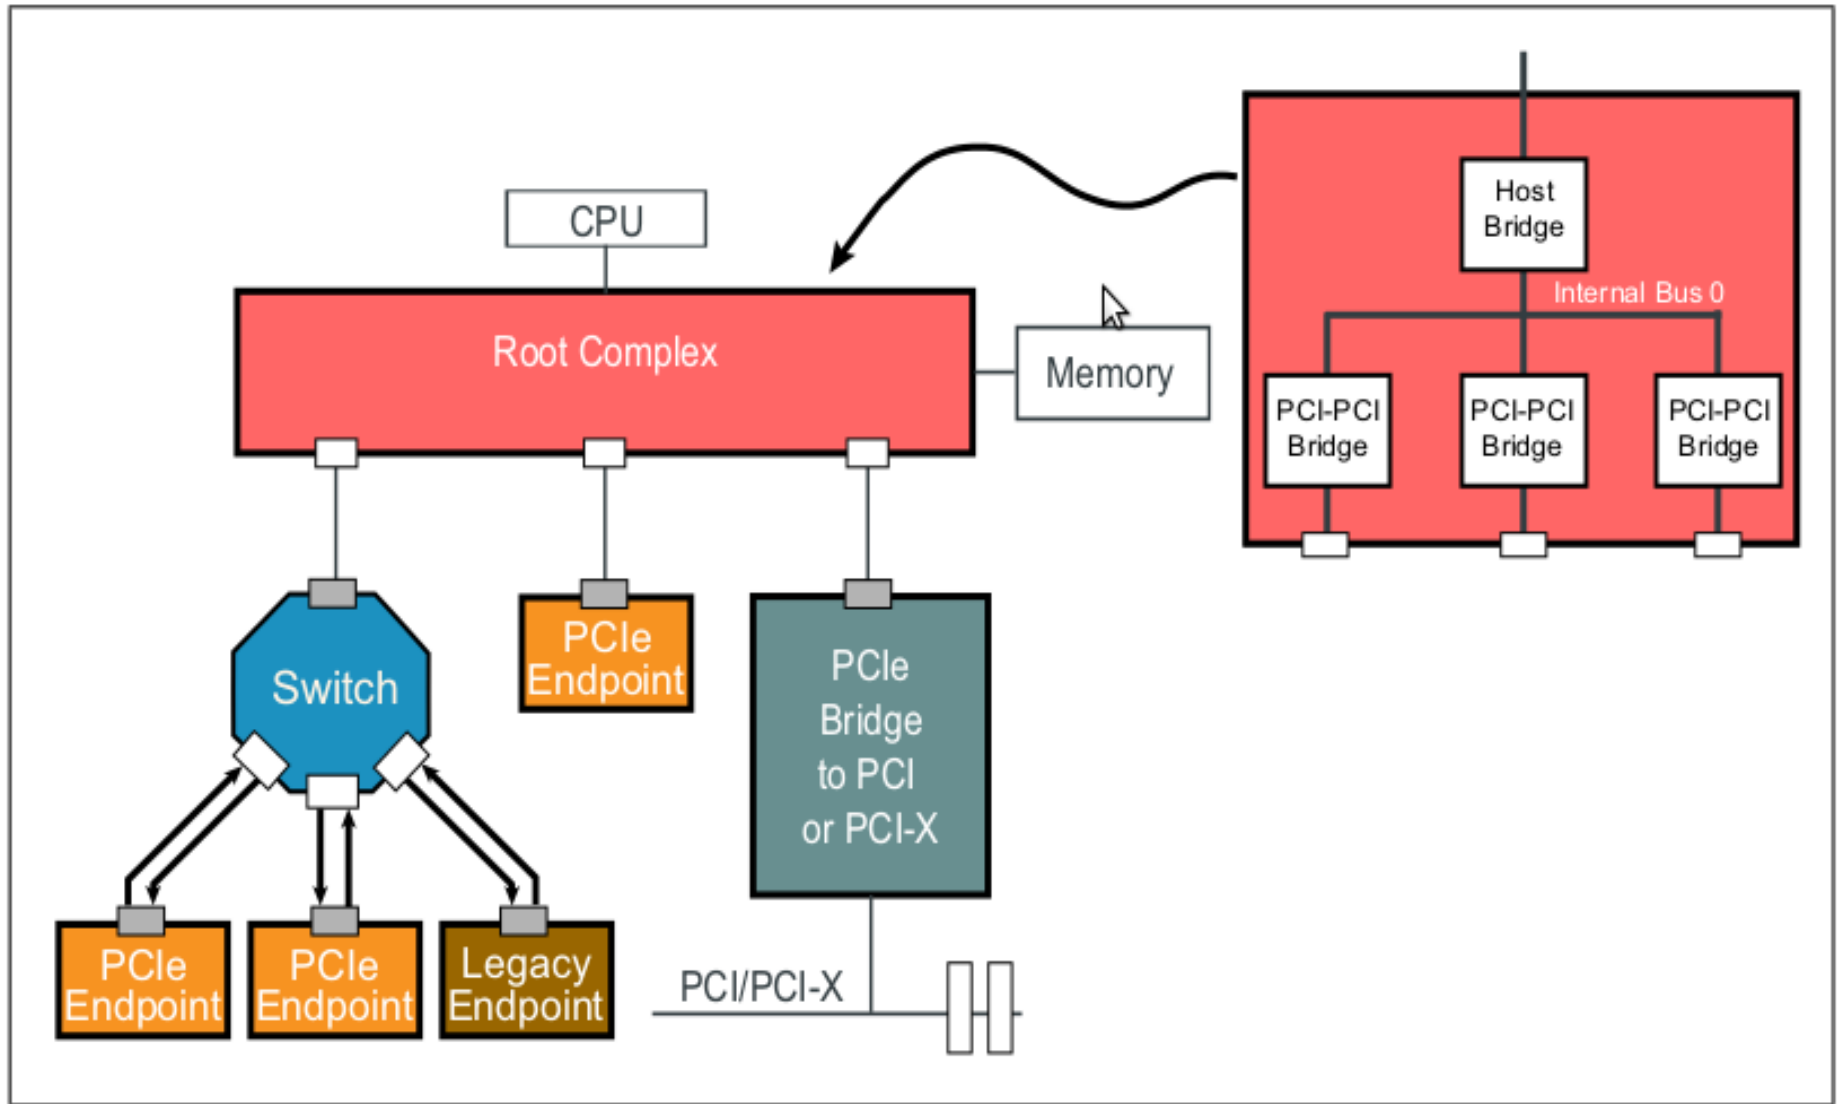 CPU
Root Complex
Memory
Host
Bridge
Internal Bus 0
PCI-PCI
Bridge
PCI-PCI
Bridge
PCI-PCI
Bridge
Switch
PCIe
Endpoint
PCIe
Bridge
to PCI
or PCI-X
PCIe
Endpoint
PCIe
Endpoint
Legacy
Endpoint
PCI/PCI-X